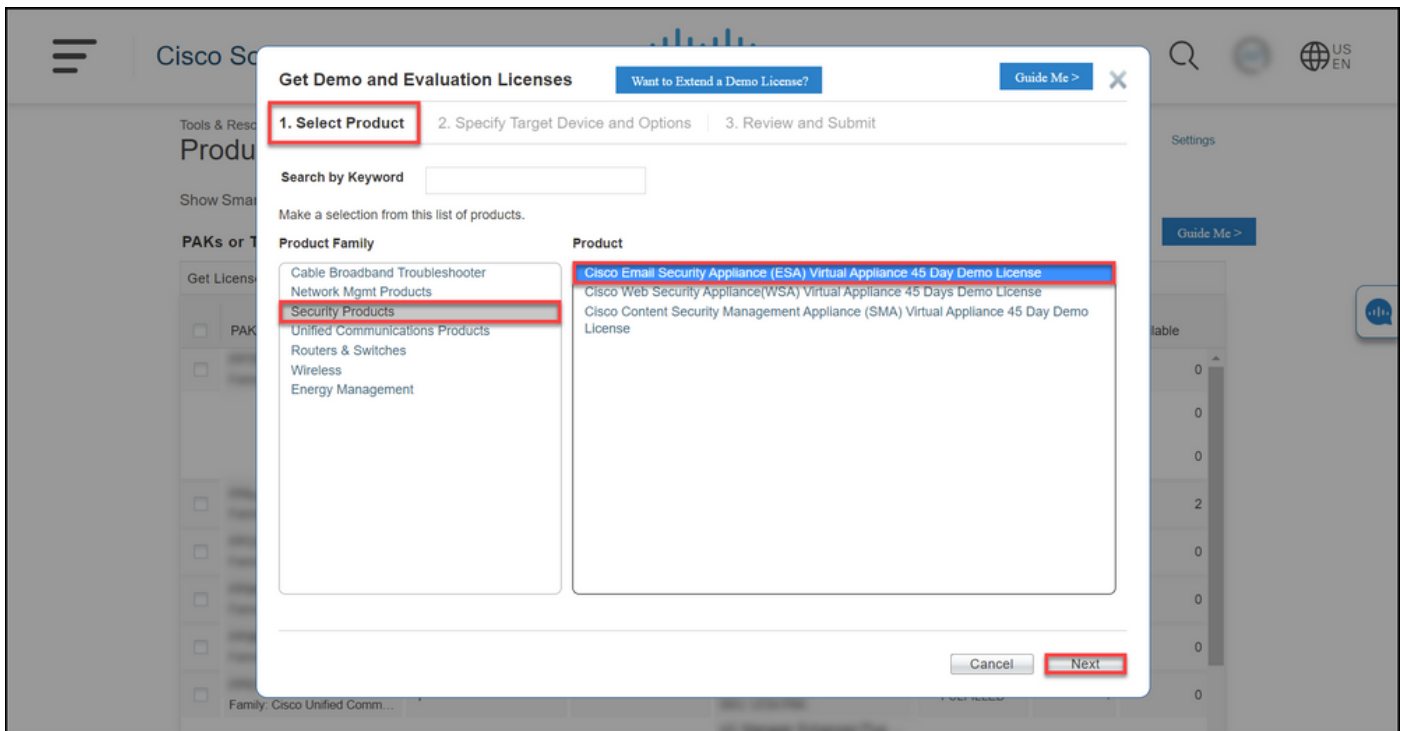 Cisco So
US
EN
Get Demo and Evaluation Licenses
Want to Extend a Demo License?
Guide Me >
1. Select Product
2. Specify Target Device and Options
3. Review and Submit
Tools & Reso
Settings
Produ
Search by Keyword
Show Smar
Make a selection from this list of products.
PAKs or T
Guide Me >
Product Family
Product
Get Licens
Cable Broadband Troubleshooter
Network Mgmt Products
Security Products
Unified Communications Products
Routers & Switches
Wireless
Energy Management
Cisco Email Security Appliance (ESA) Virtual Appliance 45 Day Demo License
Cisco Web Security Appliance(WSA) Virtual Appliance 45 Days Demo License
Cisco Content Security Management Appliance (SMA) Virtual Appliance 45 Day Demo
License
PAK
lable
0
0
0
2
0
0
0
0
Cancel
Next
Family: Cisco Unified Comm...